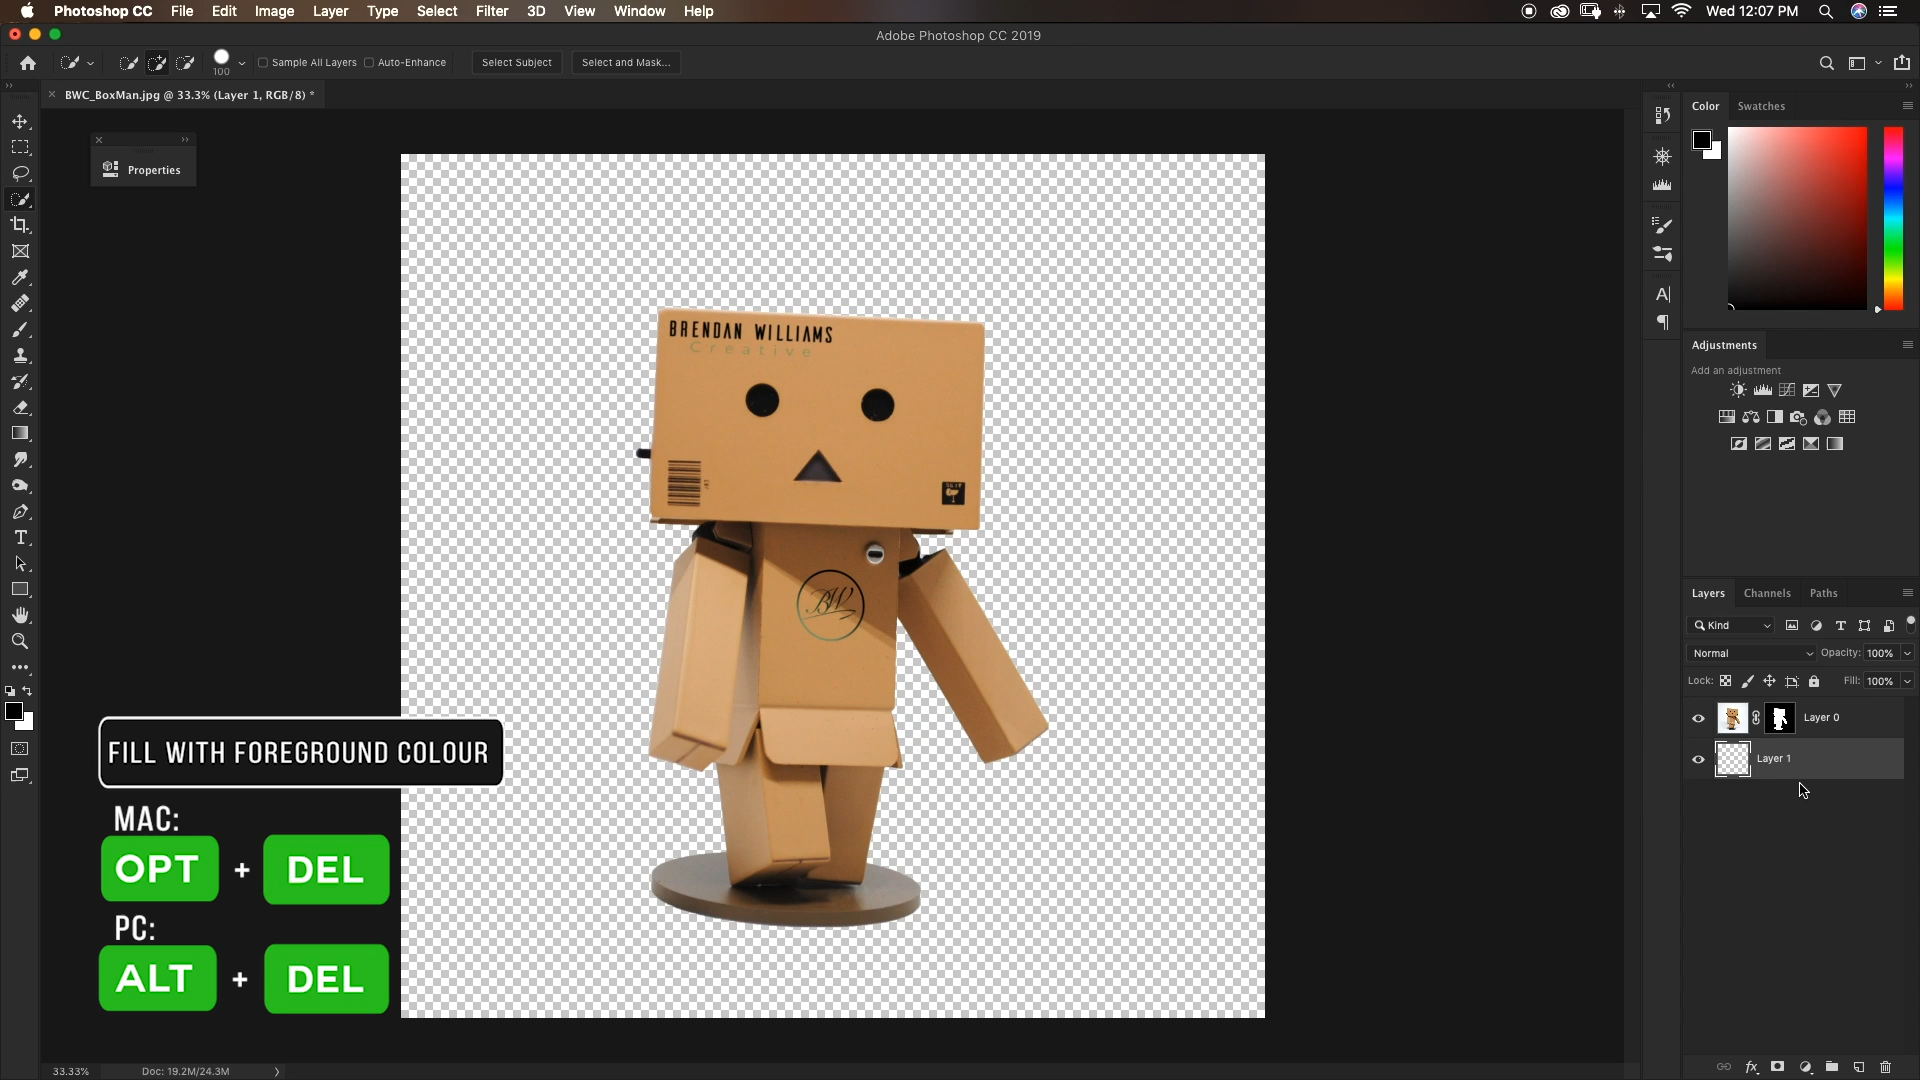 Photoshop CC File Edit Image Layer Type Select Filter 3D View Window Help
Wed 12:07 PM
Adobe Photoshop CC 2019
100
Sample All Layers
Auto-Enhance
Select Subject
Select and Mask...
BWC_BoxMan.jpg @ 33.3% (Layer 1, RGB/8) *
Properties
BRENDAN WILLIAMS
Creative
BW
FILL WITH FOREGROUND COLOUR
MAC:
OPT + DEL
PC:
ALT + DEL
33.33%
Doc: 19.2M/24.3M
Color
Swatches
Adjustments
Add an adjustment
Layers
Channels
Paths
Kind
Normal
Opacity: 100%
Lock:
Fill: 100%
Layer 0
Layer 1